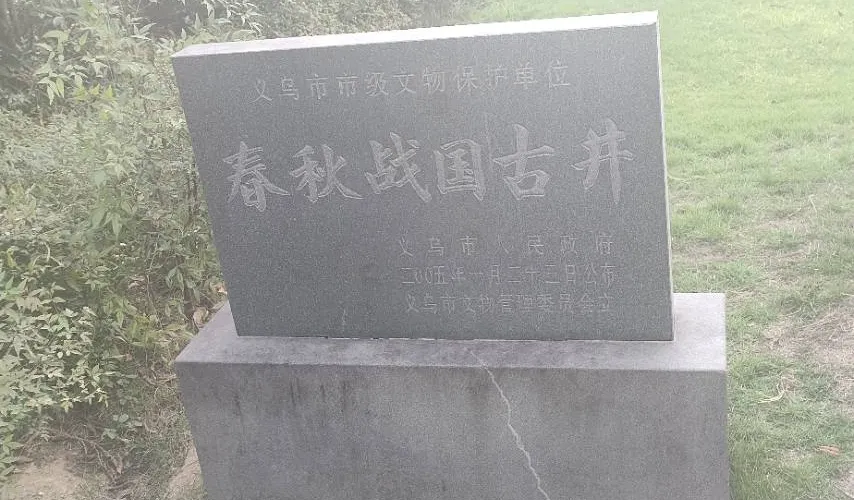 义乌市市级文物保护单位
春秋战国古井
义乌市人民政府
二00五年一月二十三日公布
义乌市文物管理委员会立